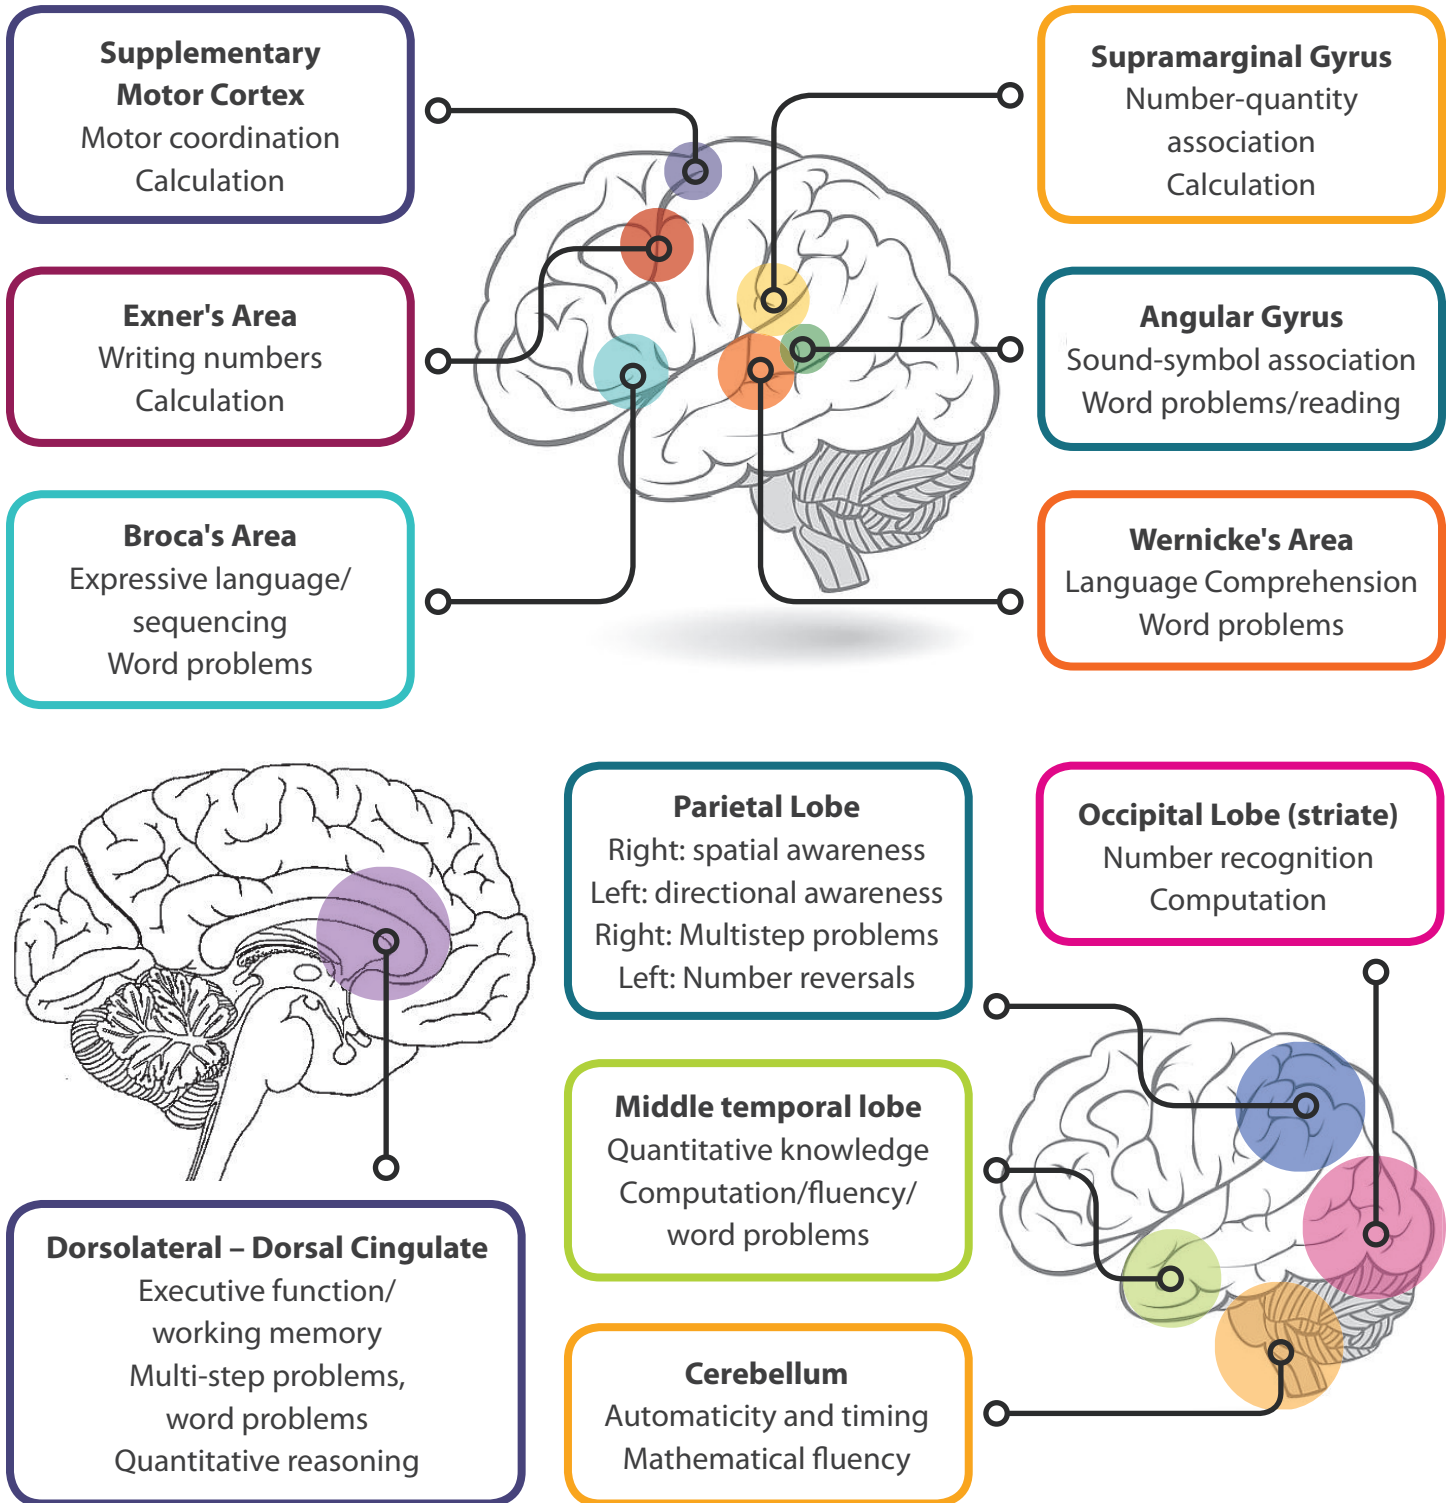 Supplementary
Motor Cortex
Motor coordination
Calculation
Supramarginal Gyrus
Number-quantity
association
Calculation
Exner's Area
Writing numbers
Calculation
Angular Gyrus
Sound-symbol association
Word problems/reading
Broca's Area
Expressive language/
sequencing
Word problems
Wernicke's Area
Language Comprehension
Word problems
Parietal Lobe
Right: spatial awareness
Left: directional awareness
Right: Multistep problems
Left: Number reversals
Occipital Lobe (striate)
Number recognition
Computation
Middle temporal lobe
Quantitative knowledge
Computation/fluency/
word problems
Dorsolateral – Dorsal Cingulate
Executive function/
working memory
Multi-step problems,
word problems
Quantitative reasoning
Cerebellum
Automaticity and timing
Mathematical fluency